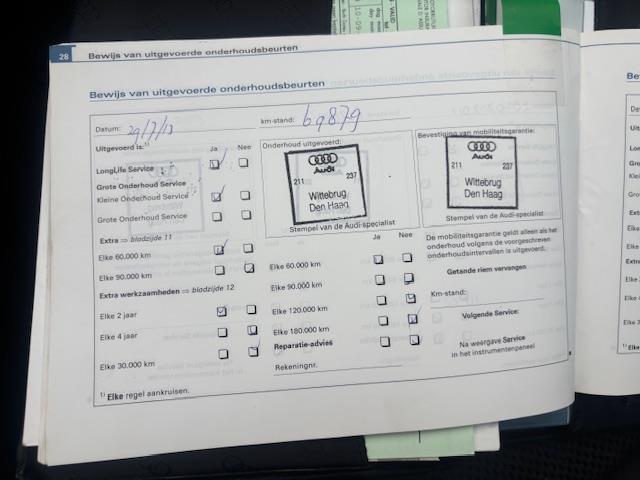 28 Bewijs van uitgevoerde onderhoudsbeurten
Bewijs van uitgevoerde onderhoudsbeurten
Datum: 29/7/13 km-stand: 69879
Uitgevoerd is:¹⁾ Ja Nee
LongLife Service
Grote Onderhoud Service
Kleine Onderhoud Service
Grote Onderhoud Service
Extra ⇒ bladzijde 11
Elke 60.000 km
Elke 90.000 km
Extra werkzaamheden ⇒ bladzijde 12
Elke 2 jaar
Elke 4 jaar
Elke 30.000 km
¹⁾ Elke regel aankruisen.
Onderhoud uitgevoerd:
Audi
211 237
Wittebrug
Den Haag
Stempel van de Audi-specialist
Ja Nee
Elke 60.000 km
Elke 90.000 km
Elke 120.000 km
Elke 180.000 km
Reparatie-advies
Rekeningnr.
Bevestiging van mobiliteitsgarantie:
Audi
211 237
Wittebrug
Den Haag
Stempel van de Audi-specialist
De mobiliteitsgarantie geldt alleen als het
onderhoud volgens de voorgeschreven
onderhoudsintervallen is uitgevoerd.
Getande riem vervangen
Km-stand:
Volgende Service:
Na weergave Service
in het instrumentenpaneel